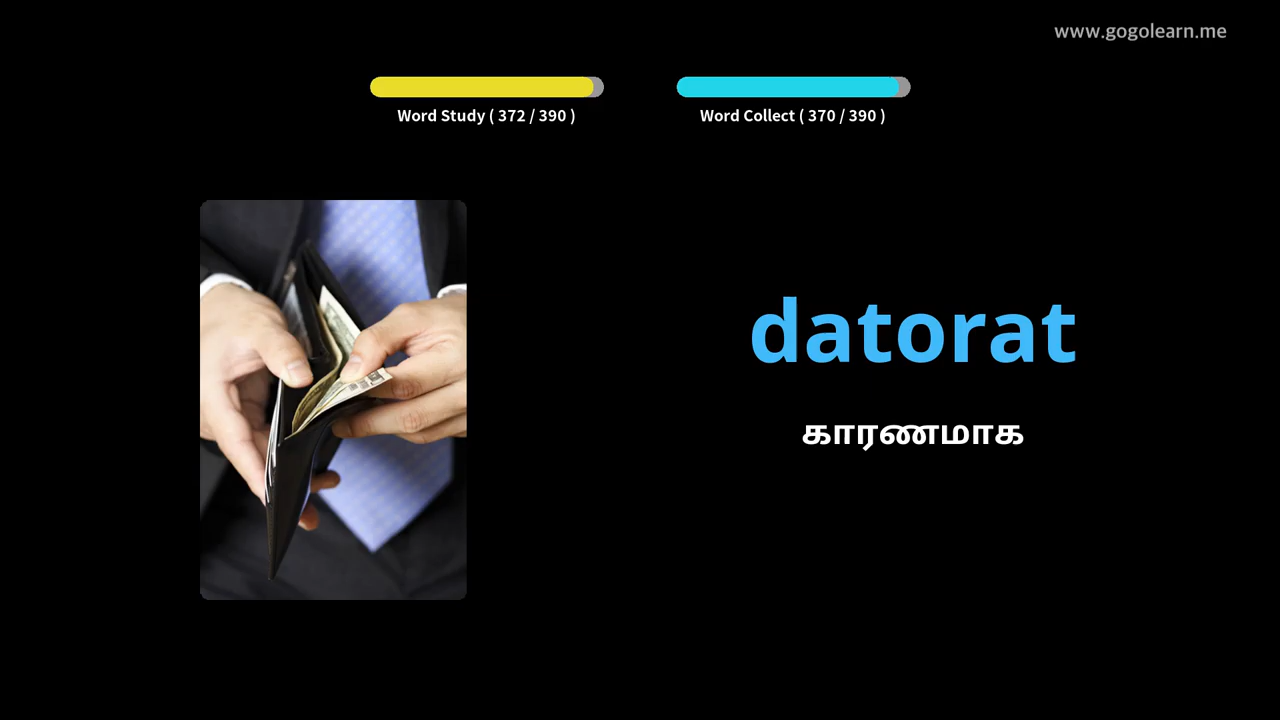 www.gogolearn.me
Word Study ( 372 / 390 )
Word Collect ( 370 / 390 )
datorat
காரணமாக